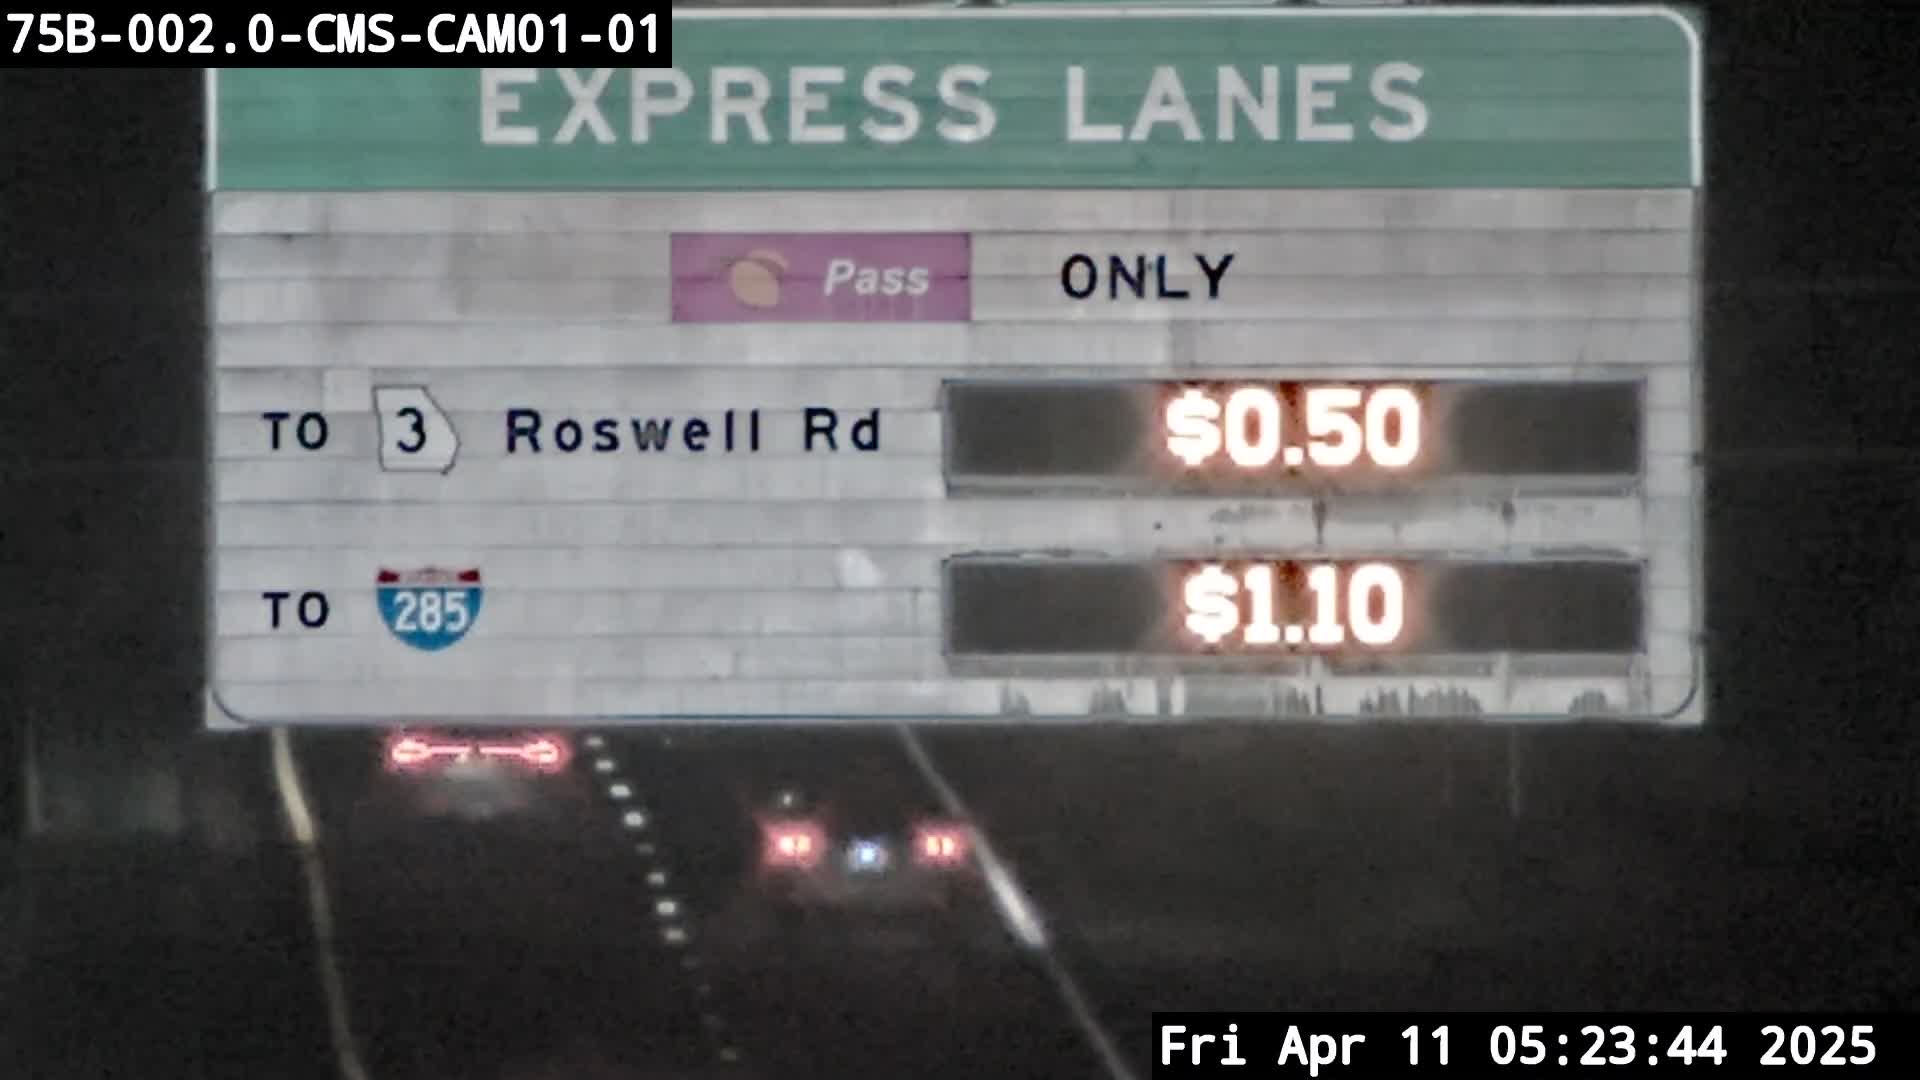 75B-002.0-CMS-CAM01-01
EXPRESS LANES
Pass ONLY
TO 3 Roswell Rd $0.50
TO 285 $1.10
Fri Apr 11 05:23:44 2025